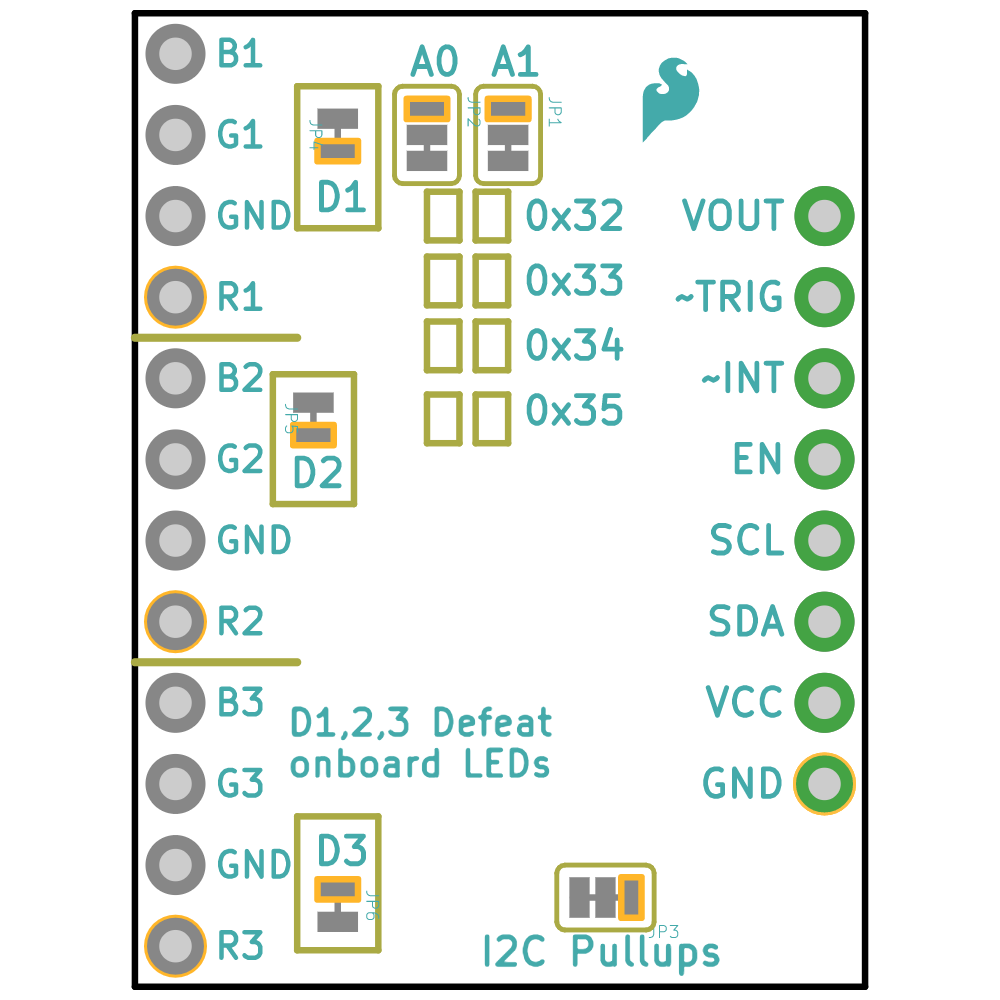 B1
A0 A1
JP2 JP1
G1
JP4
D1
GND
0x32
VOUT
R1
0x33
~TRIG
0x34
B2
~INT
JP5
0x35
G2
D2
EN
GND
SCL
R2
SDA
B3
VCC
D1,2,3 Defeat
onboard LEDs
G3
GND
D3
GND
JP6
JP3
R3
I2C Pullups